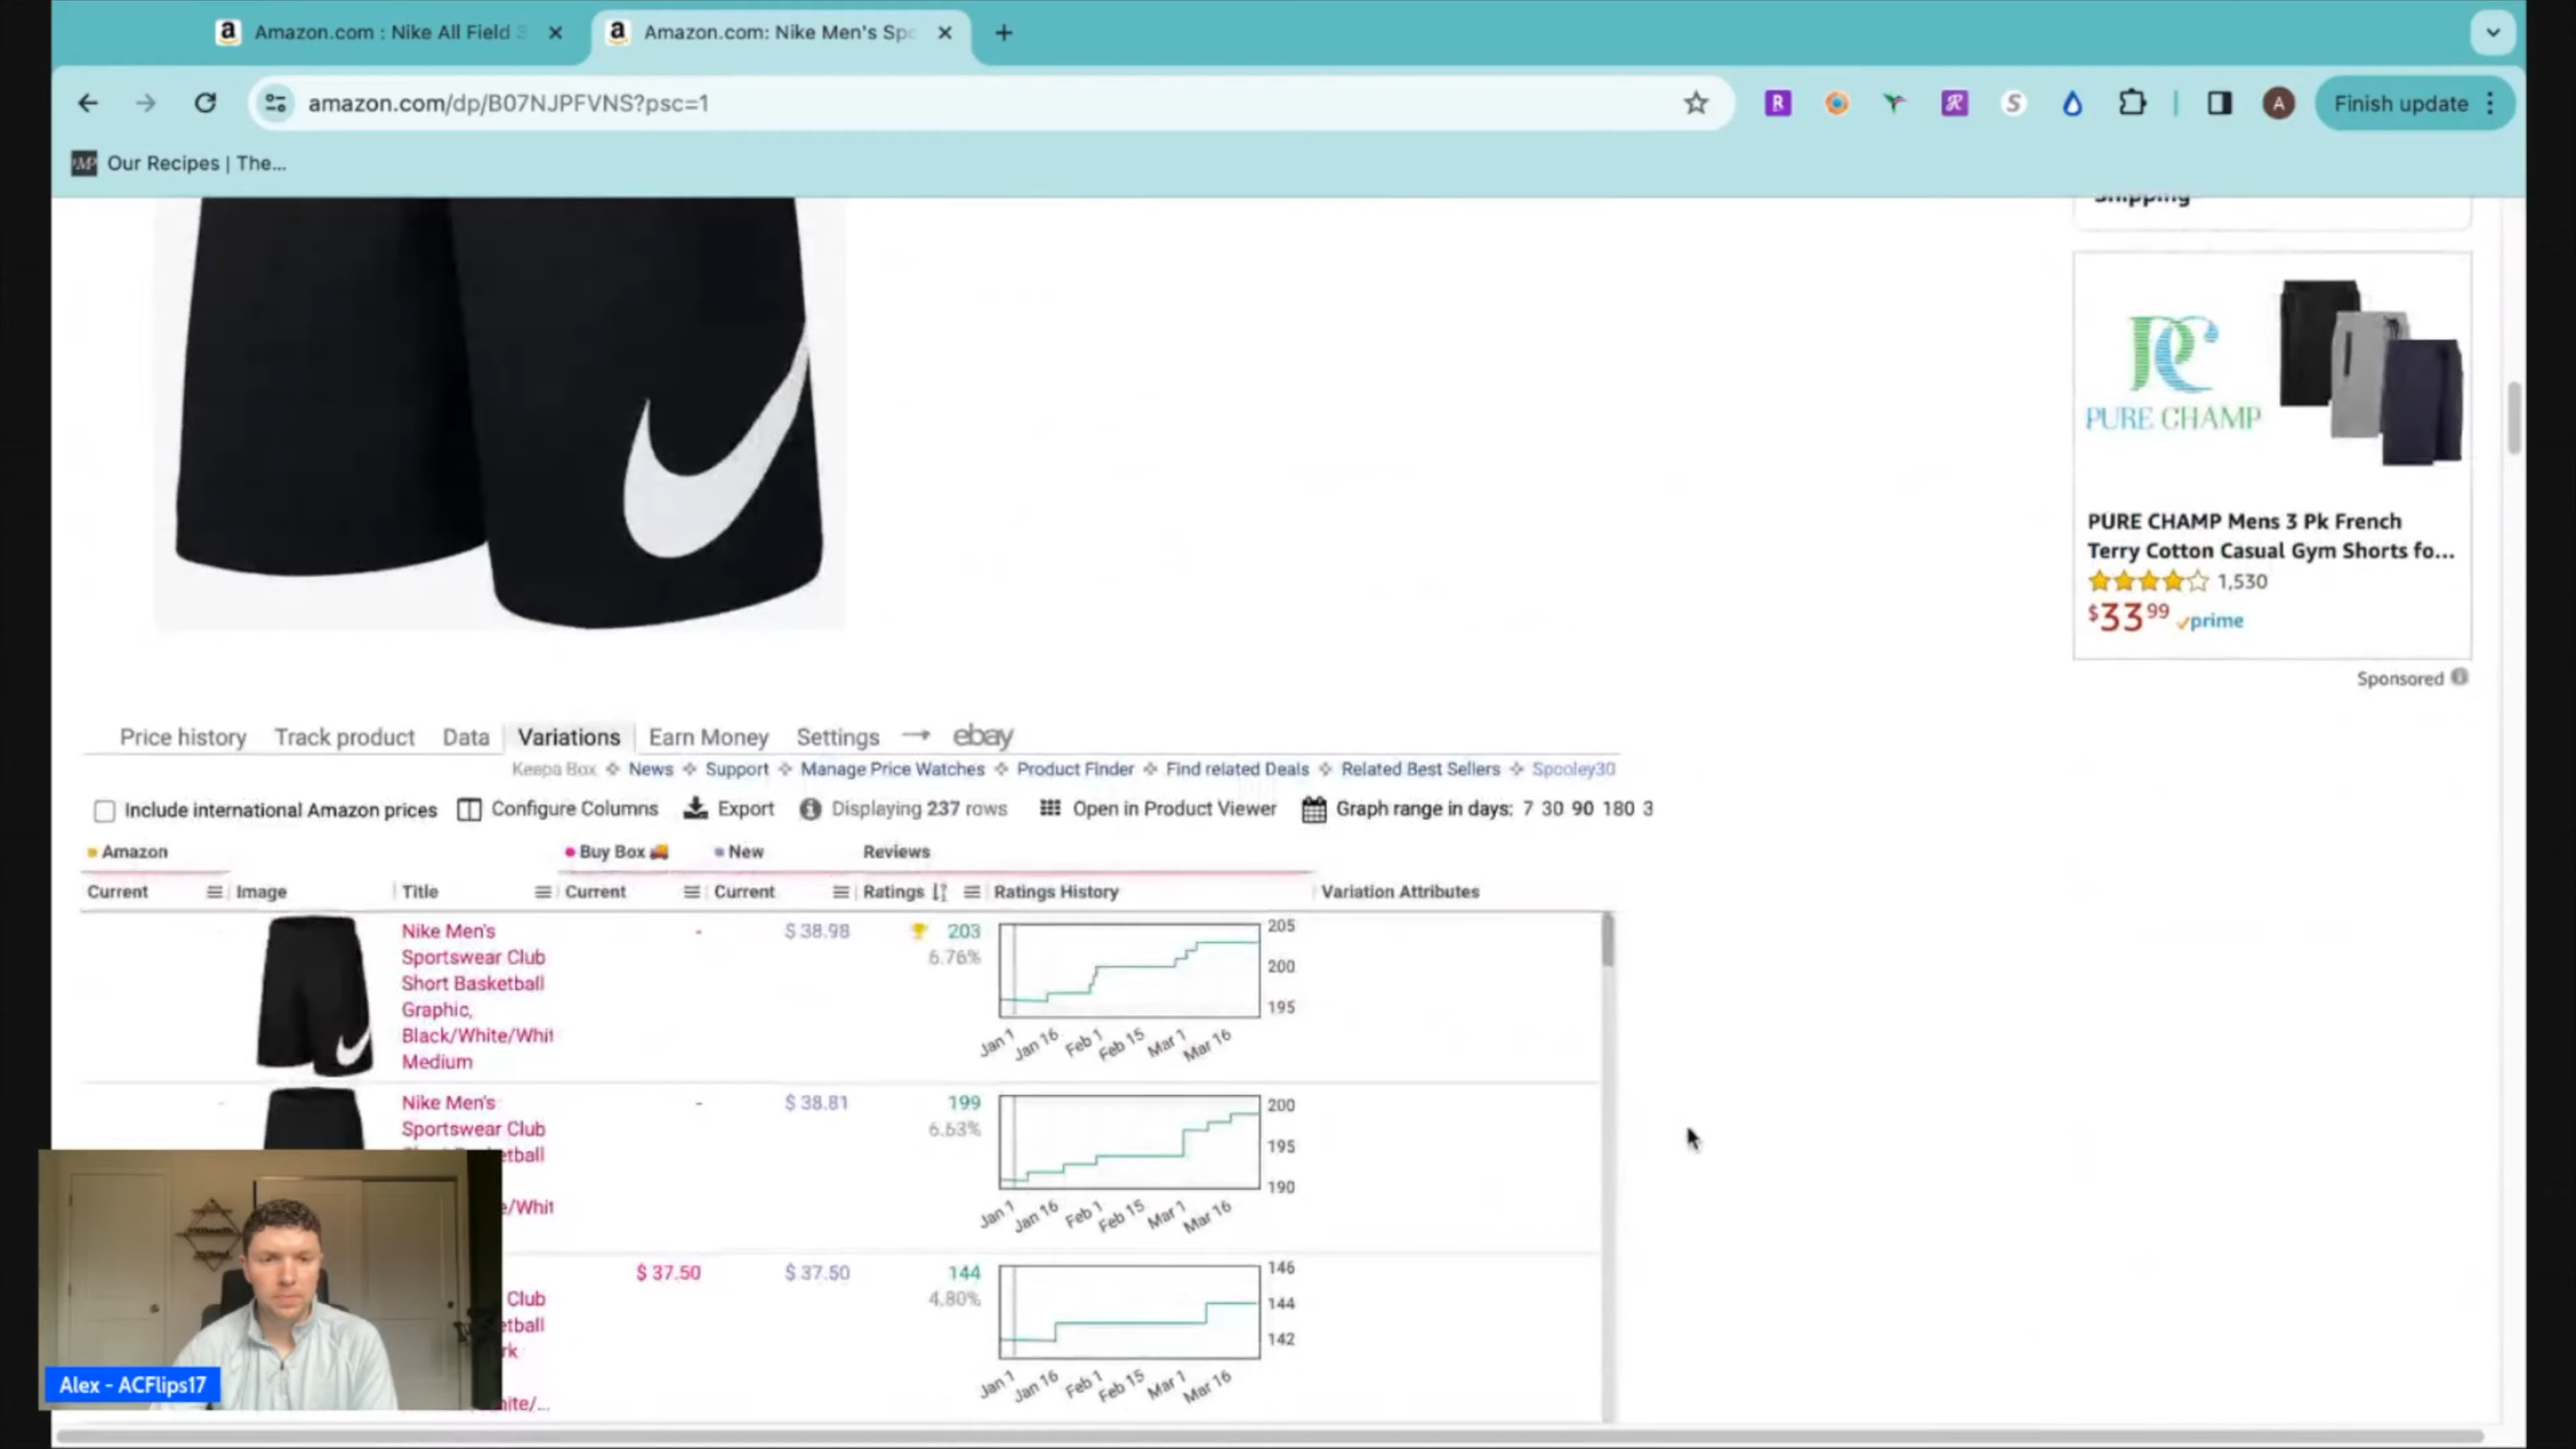 Amazon.com : Nike All Field 3
Amazon.com: Nike Men's Spo
amazon.com/dp/B07NJPFVNS?psc=1
Finish update
Our Recipes | The...
Shipping
PURE CHAMP
PURE CHAMP Mens 3 Pk French
Terry Cotton Casual Gym Shorts fo...
1,530
$33 99 prime
Sponsored
Price history Track product Data Variations Earn Money Settings → ebay
Keepa Box News Support Manage Price Watches Product Finder Find related Deals Related Best Sellers Spooley30
Include international Amazon prices Configure Columns Export Displaying 237 rows Open in Product Viewer Graph range in days: 7 30 90 180 3
Amazon Buy Box New Reviews
Current Image Title Current Current Ratings Ratings History Variation Attributes
Nike Men's
Sportswear Club
Short Basketball
Graphic,
Black/White/Whit
Medium
- $ 38.98 203
6.76%
205
200
195
Jan 1 Jan 16 Feb 1 Feb 15 Mar 1 Mar 16
Nike Men's
Sportswear Club
etball
e/Whit
- - $ 38.81 199
6.63%
200
195
190
Jan 1 Jan 16 Feb 1 Feb 15 Mar 1 Mar 16
Club
etball
rk
hite/...
$ 37.50 $ 37.50 144
4.80%
146
144
142
Jan 1 Jan 16 Feb 1 Feb 15 Mar 1 Mar 16
Alex - ACFlips17